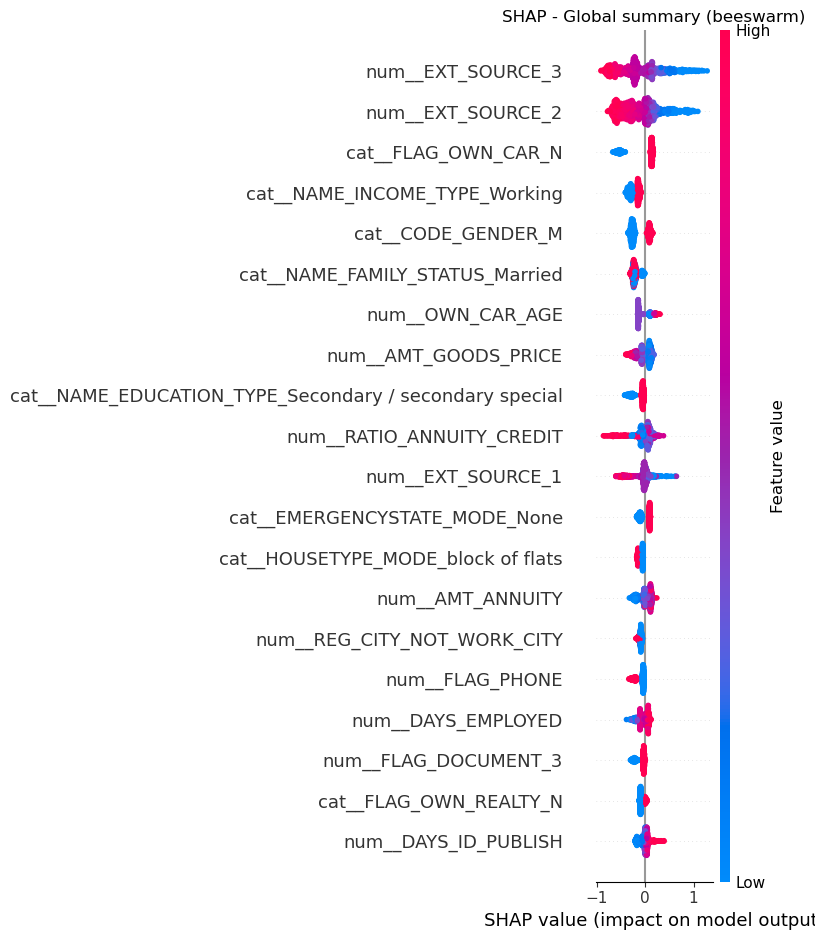 SHAP - Global summary (beeswarm)
High
num__EXT_SOURCE_3
num__EXT_SOURCE_2
cat__FLAG_OWN_CAR_N
cat__NAME_INCOME_TYPE_Working
cat__CODE_GENDER_M
cat__NAME_FAMILY_STATUS_Married
num__OWN_CAR_AGE
num__AMT_GOODS_PRICE
cat__NAME_EDUCATION_TYPE_Secondary / secondary special
num__RATIO_ANNUITY_CREDIT
num__EXT_SOURCE_1
cat__EMERGENCYSTATE_MODE_None
cat__HOUSETYPE_MODE_block of flats
num__AMT_ANNUITY
num__REG_CITY_NOT_WORK_CITY
num__FLAG_PHONE
num__DAYS_EMPLOYED
num__FLAG_DOCUMENT_3
cat__FLAG_OWN_REALTY_N
num__DAYS_ID_PUBLISH
Feature value
Low
−1 0 1
SHAP value (impact on model output